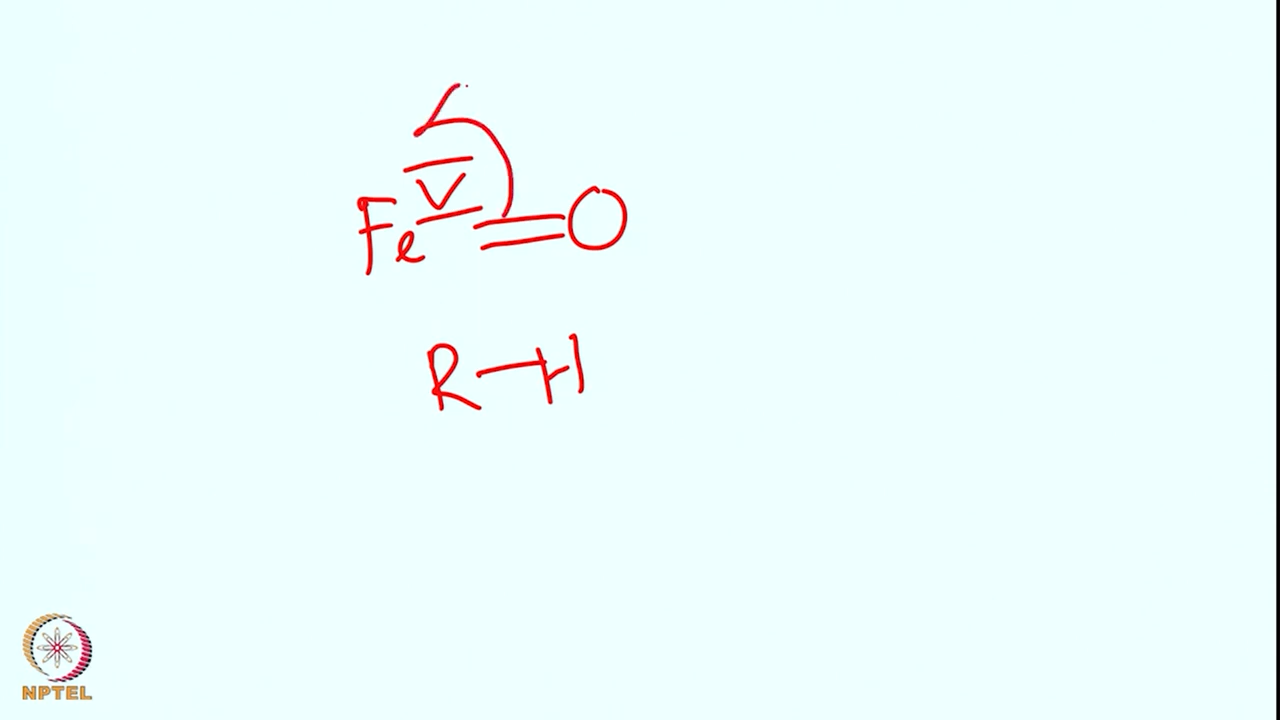 Fe V = O
R-H
NPTEL